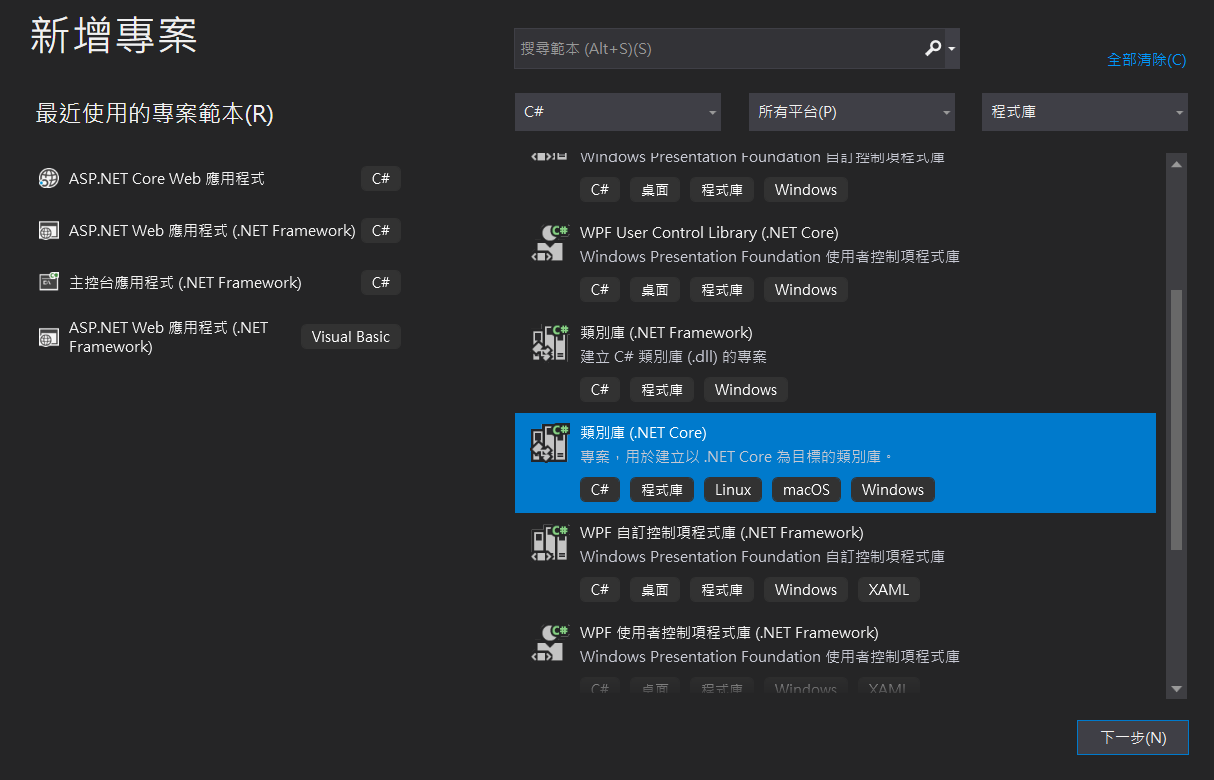 新增專案
搜尋範本 (Alt+S)(S)
全部清除(C)
最近使用的專案範本(R)
C#
所有平台(P)
程式庫
ASP.NET Core Web 應用程式
C#
ASP.NET Web 應用程式 (.NET Framework)
C#
主控台應用程式 (.NET Framework)
C#
ASP.NET Web 應用程式 (.NET
Framework)
Visual Basic
Windows Presentation Foundation 自訂控制項程式庫
C# 桌面 程式庫 Windows
WPF User Control Library (.NET Core)
Windows Presentation Foundation 使用者控制項程式庫
C# 桌面 程式庫 Windows
類別庫 (.NET Framework)
建立 C# 類別庫 (.dll) 的專案
C# 程式庫 Windows
類別庫 (.NET Core)
專案，用於建立以 .NET Core 為目標的類別庫。
C# 程式庫 Linux macOS Windows
WPF 自訂控制項程式庫 (.NET Framework)
Windows Presentation Foundation 自訂控制項程式庫
C# 桌面 程式庫 Windows XAML
WPF 使用者控制項程式庫 (.NET Framework)
Windows Presentation Foundation 使用者控制項程式庫
C# 桌面 程式庫 Windows XAML
下一步(N)